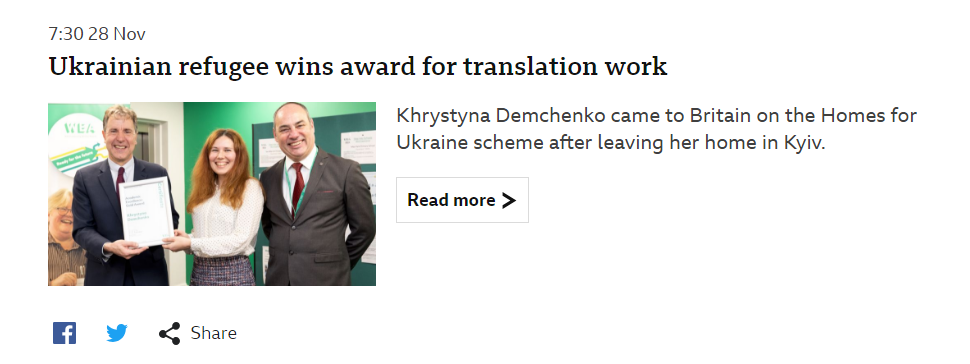 7:30 28 Nov
Ukrainian refugee wins award for translation work
WEA
Khrystyna Demchenko came to Britain on the Homes for
Ukraine scheme after leaving her home in Kyiv.
Read more
Share